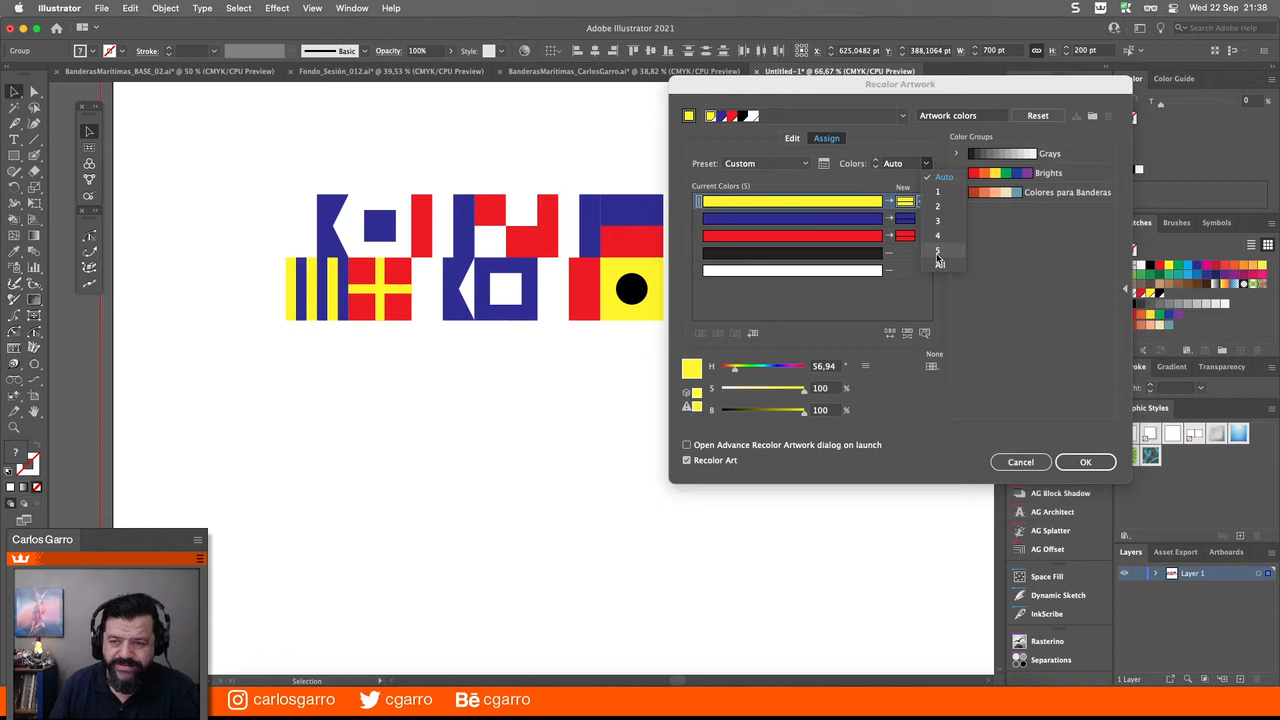 Illustrator File Edit Object Type Select Effect View Window Help Wed 22 Sep 21:38
Adobe Illustrator 2021
Search Adobe Help
Group Stroke: Basic Opacity: 100% Style: X: 625,0482 pt Y: 388,1064 pt W: 700 pt H: 200 pt
BanderasMarítimas_BASE_02.ai* @ 50 % (CMYK/CPU Preview)
Fondo_Sesión_012.ai* @ 39,53 % (CMYK/CPU Preview)
BanderasMarítimas_CarlosGarro.ai* @ 38,82 % (CMYK/CPU Preview)
Untitled-1* @ 66,67 % (CMYK/CPU Preview)
Recolor Artwork
Color Guide
T 0 %
Artwork colors
Reset
Edit Assign
Color Groups
Preset: Custom Colors: Auto
Grays
Brights
Colores para Banderas
Current Colors (5) New
Auto
1
2
3
4
5
All
None
H 56,94 °
S 100 %
B 100 %
Open Advance Recolor Artwork dialog on launch
Recolor Art
Cancel
OK
Gradient Transparency
Graphic Styles
AG Block Shadow
AG Architect
AG Splatter
AG Offset
Space Fill
Dynamic Sketch
InkScribe
Rasterino
Separations
Layers Asset Export Artboards
Layer 1
1 Layer
Carlos Garro
Selection
carlosgarro cgarro Bē cgarro